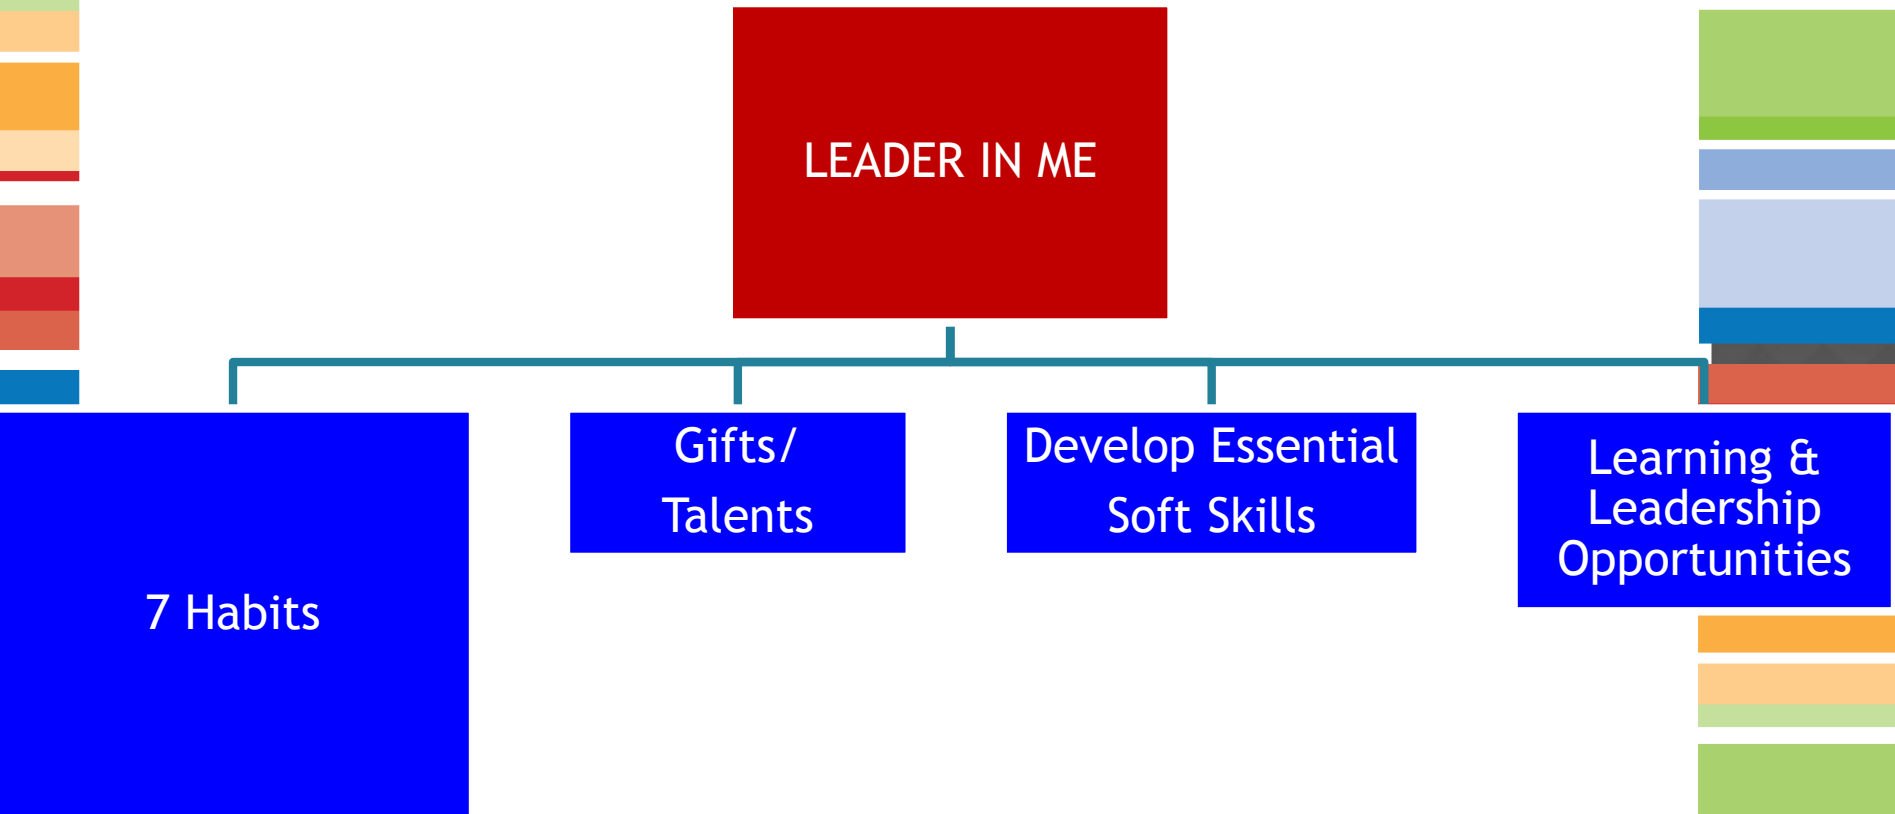 LEADER IN ME
7 Habits
Gifts/
Talents
Develop Essential
Soft Skills
Learning &
Leadership
Opportunities